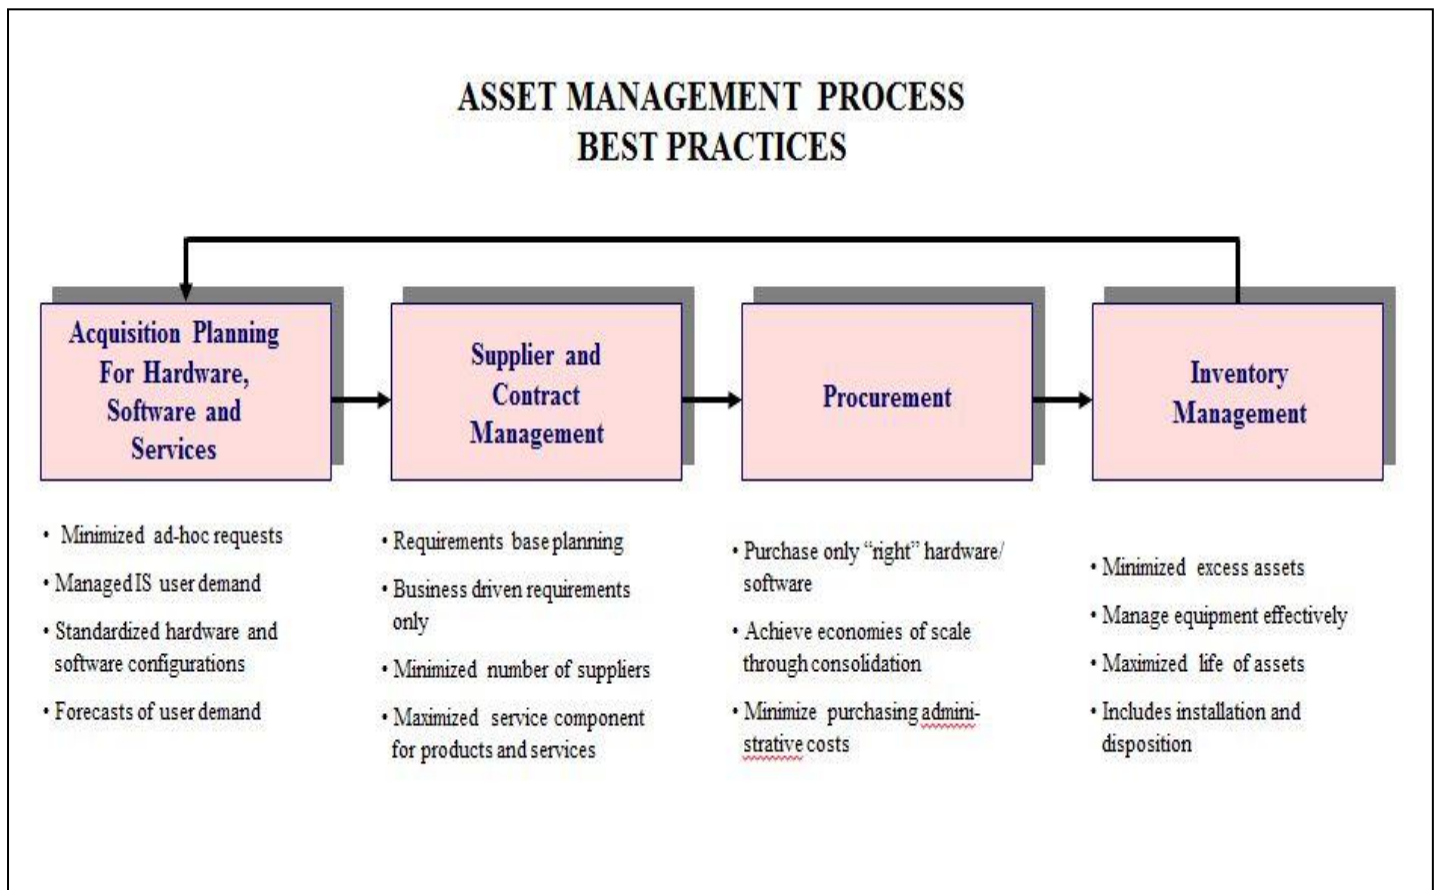 ASSET MANAGEMENT PROCESS
BEST PRACTICES
Acquisition Planning
For Hardware,
Software and
Services
Supplier and
Contract
Management
Procurement
Inventory
Management
• Minimized ad-hoc requests
• Managed IS user demand
• Standardized hardware and
software configurations
• Forecasts of user demand
• Requirements base planning
• Business driven requirements
only
• Minimized number of suppliers
• Maximized service component
for products and services
• Purchase only “right” hardware/
software
• Achieve economies of scale
through consolidation
• Minimize purchasing admini-
strative costs
• Minimized excess assets
• Manage equipment effectively
• Maximized life of assets
• Includes installation and
disposition